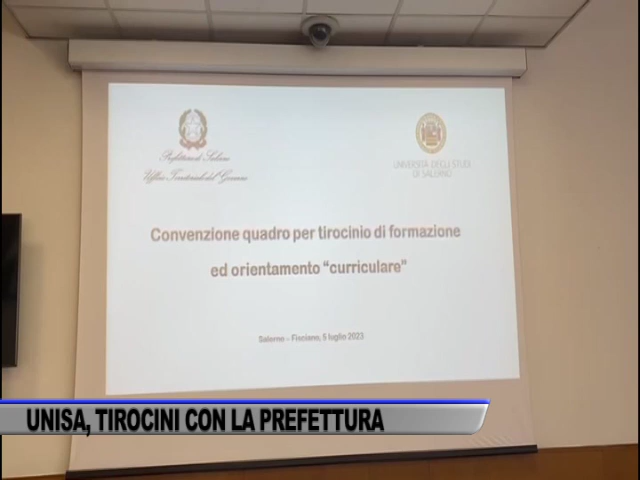 Prefettura di Salerno
Ufficio Territoriale del Governo
UNIVERSITÀ DEGLI STUDI
DI SALERNO
Convenzione quadro per tirocinio di formazione
ed orientamento “curriculare”
Salerno – Fisciano, 5 luglio 2023
UNISA, TIROCINI CON LA PREFETTURA